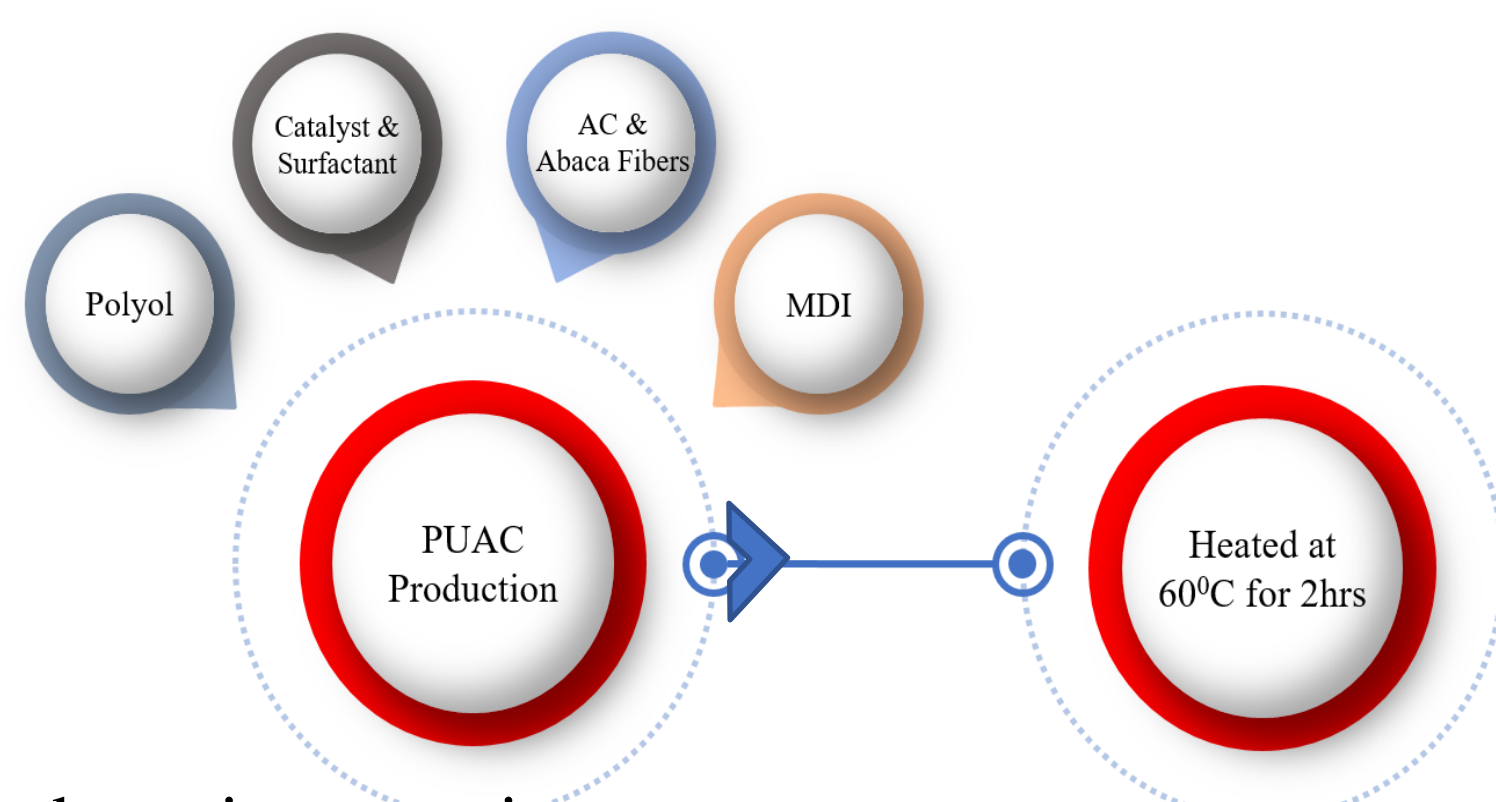 Catalyst &
Surfactant
AC &
Abaca Fibers
Polyol
MDI
PUAC
Production
Heated at
60⁰C for 2hrs